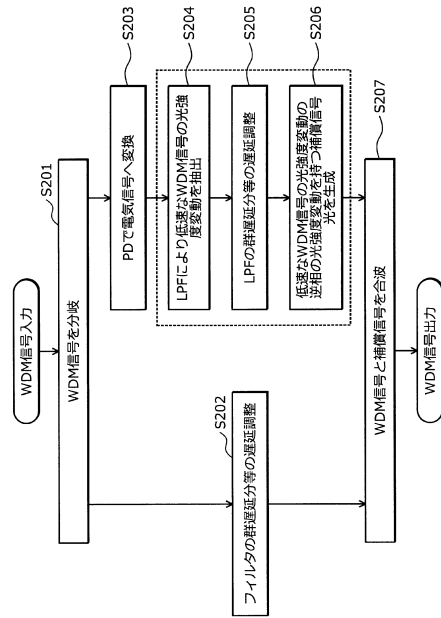 WDM信号入力
S201
WDM信号を分岐
S203
PDで電気信号へ変換
S204
LPFにより低速なWDM信号の光強
度変動を抽出
S202
フィルタの群遅延分等の遅延調整
S205
LPFの群遅延分等の遅延調整
S206
低速なWDM信号の光強度変動の
逆相の光強度変動を持つ補償信号
光を生成
S207
WDM信号と補償信号を合波
WDM信号出力